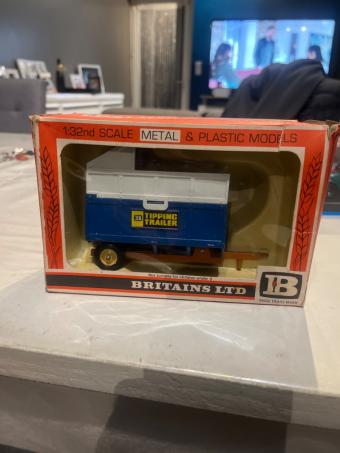 1:32nd SCALE METAL & PLASTIC MODELS
TIPPING
TRAILER
BRITAINS LTD
B